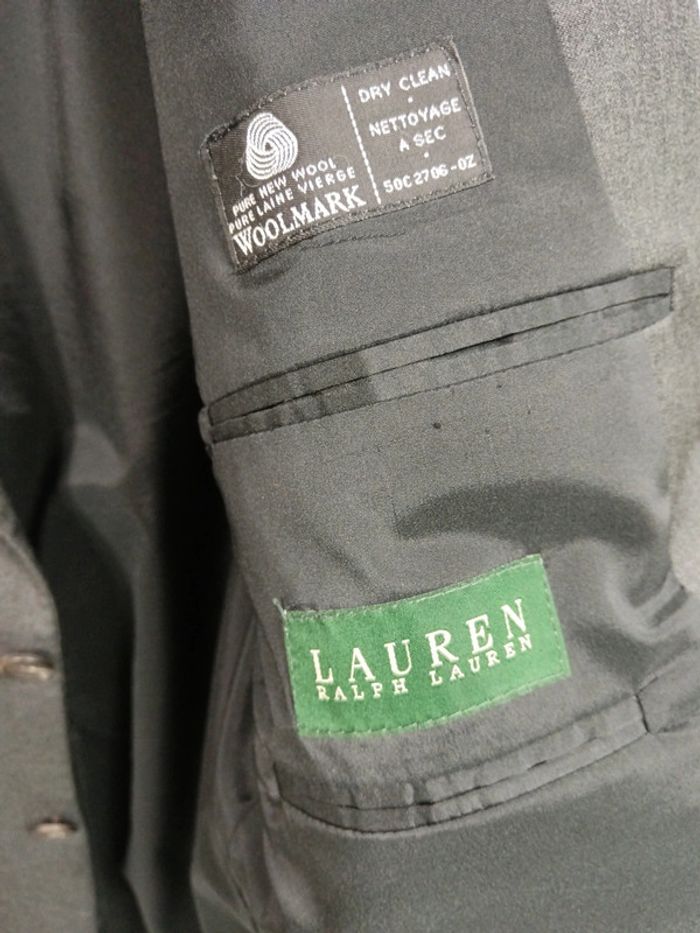 PURE NEW WOOL
PURE LAINE VIERGE
WOOLMARK
DRY CLEAN
NETTOYAGE
A SEC
50C2706-0Z
LAUREN
RALPH LAUREN